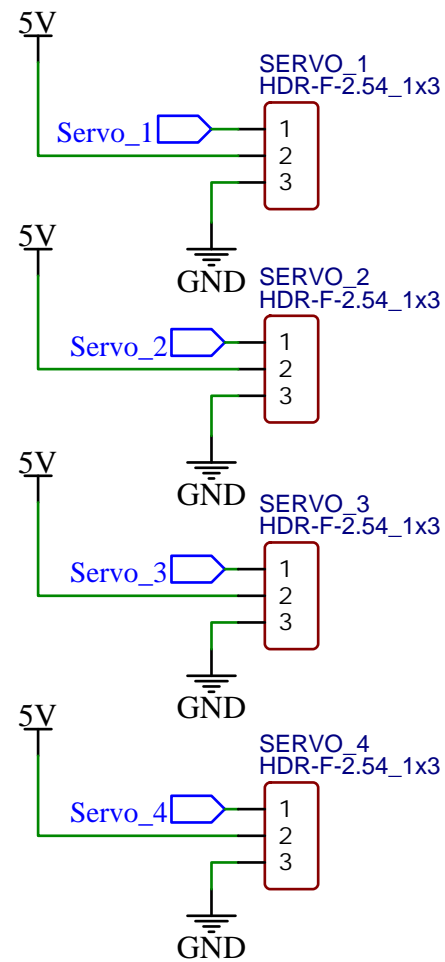 5V
SERVO_1
HDR-F-2.54_1x3
Servo_1
1
2
3
GND
5V
SERVO_2
HDR-F-2.54_1x3
Servo_2
1
2
3
GND
5V
SERVO_3
HDR-F-2.54_1x3
Servo_3
1
2
3
GND
5V
SERVO_4
HDR-F-2.54_1x3
Servo_4
1
2
3
GND